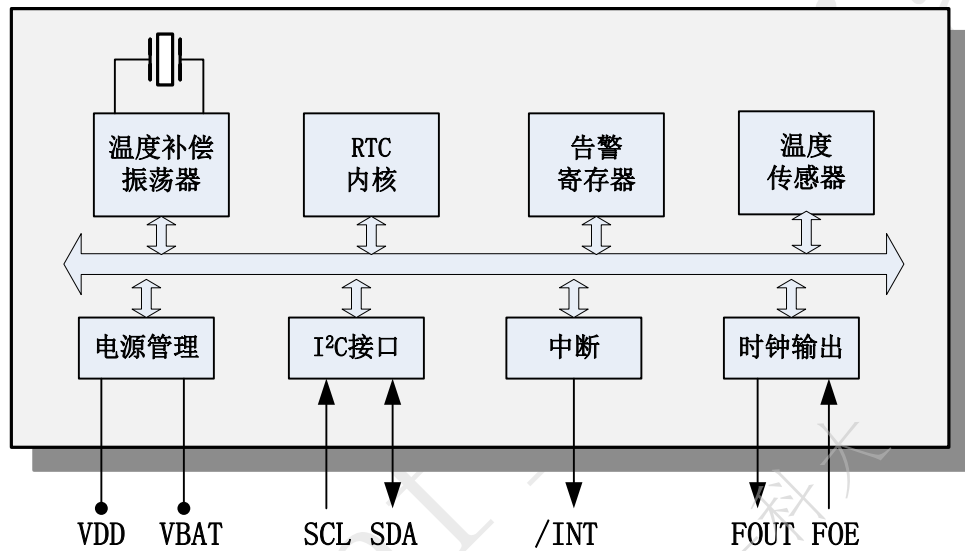 温度补偿
振荡器
RTC
内核
告警
寄存器
温度
传感器
电源管理
I²C接口
中断
时钟输出
VDD VBAT SCL SDA /INT FOUT FOE
科大